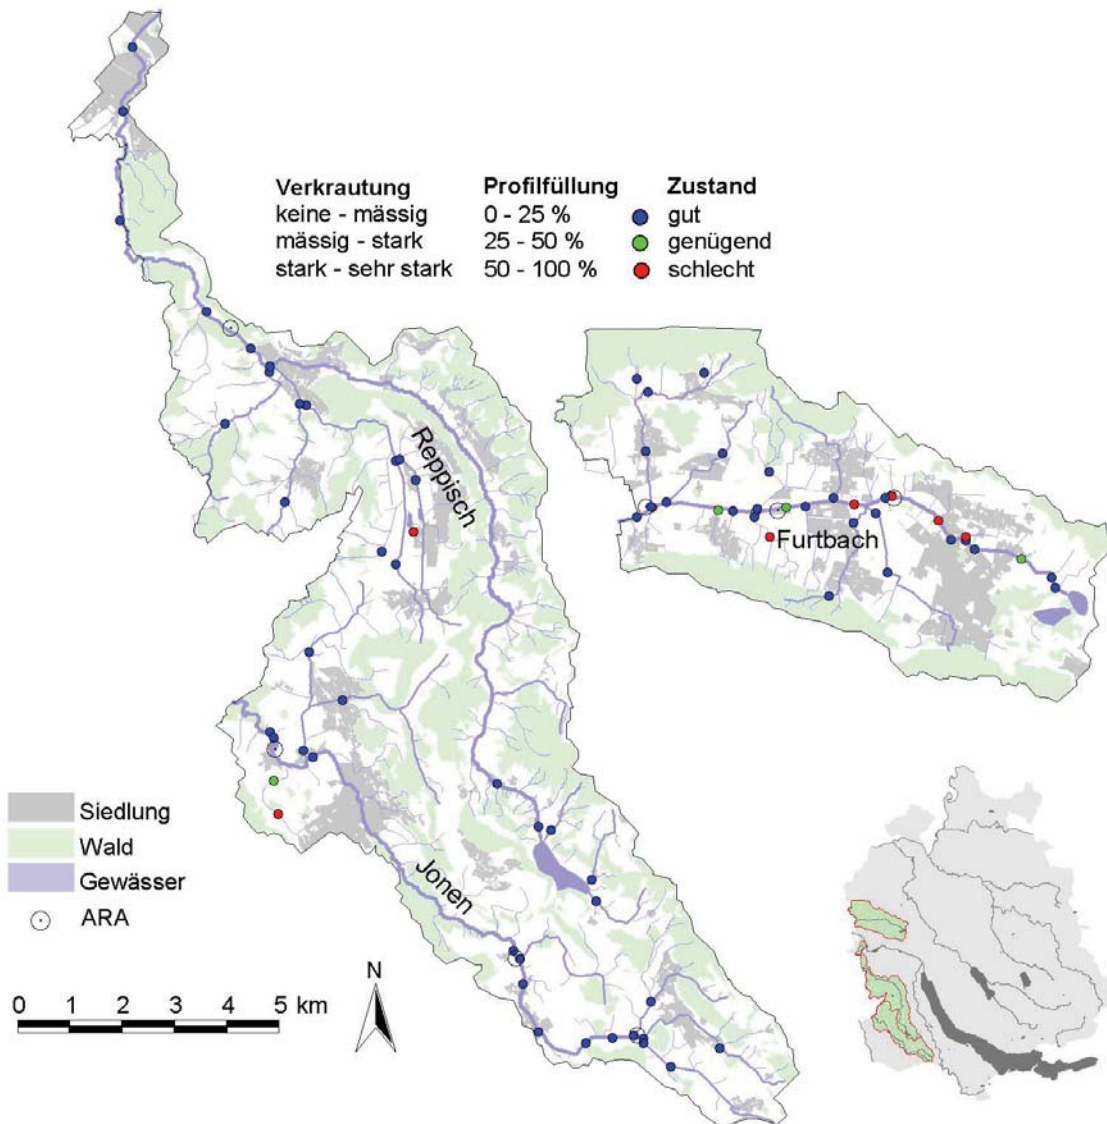 Verkrautung Profilfüllung Zustand
keine - mässig 0 - 25 % gut
mässig - stark 25 - 50 % genügend
stark - sehr stark 50 - 100 % schlecht
Reppisch
Furtbach
Jonen
Siedlung
Wald
Gewässer
ARA
N
0 1 2 3 4 5 km